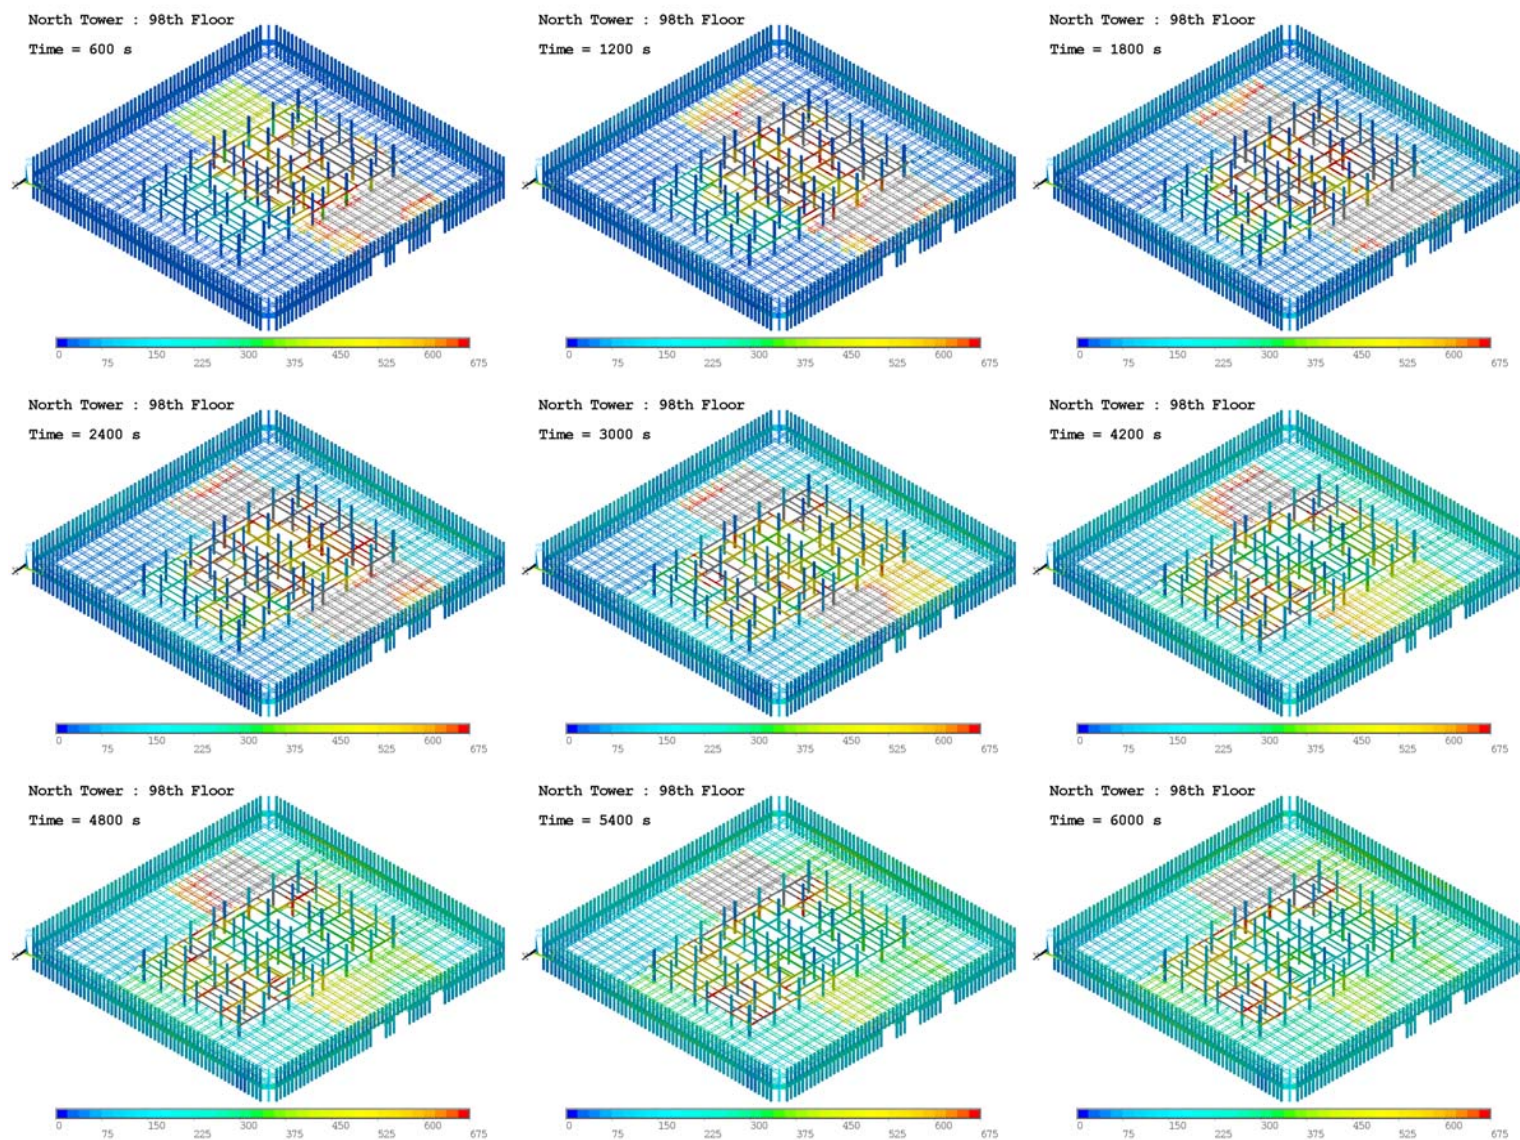 North Tower : 98th Floor
Time = 600 s
0 150 300 450 600
75 225 375 525 675
North Tower : 98th Floor
Time = 1200 s
0 150 300 450 600
75 225 375 525 675
North Tower : 98th Floor
Time = 1800 s
0 150 300 450 600
75 225 375 525 675
North Tower : 98th Floor
Time = 2400 s
0 150 300 450 600
75 225 375 525 675
North Tower : 98th Floor
Time = 3000 s
0 150 300 450 600
75 225 375 525 675
North Tower : 98th Floor
Time = 4200 s
0 150 300 450 600
75 225 375 525 675
North Tower : 98th Floor
Time = 4800 s
0 150 300 450 600
75 225 375 525 675
North Tower : 98th Floor
Time = 5400 s
0 150 300 450 600
75 225 375 525 675
North Tower : 98th Floor
Time = 6000 s
0 150 300 450 600
75 225 375 525 675